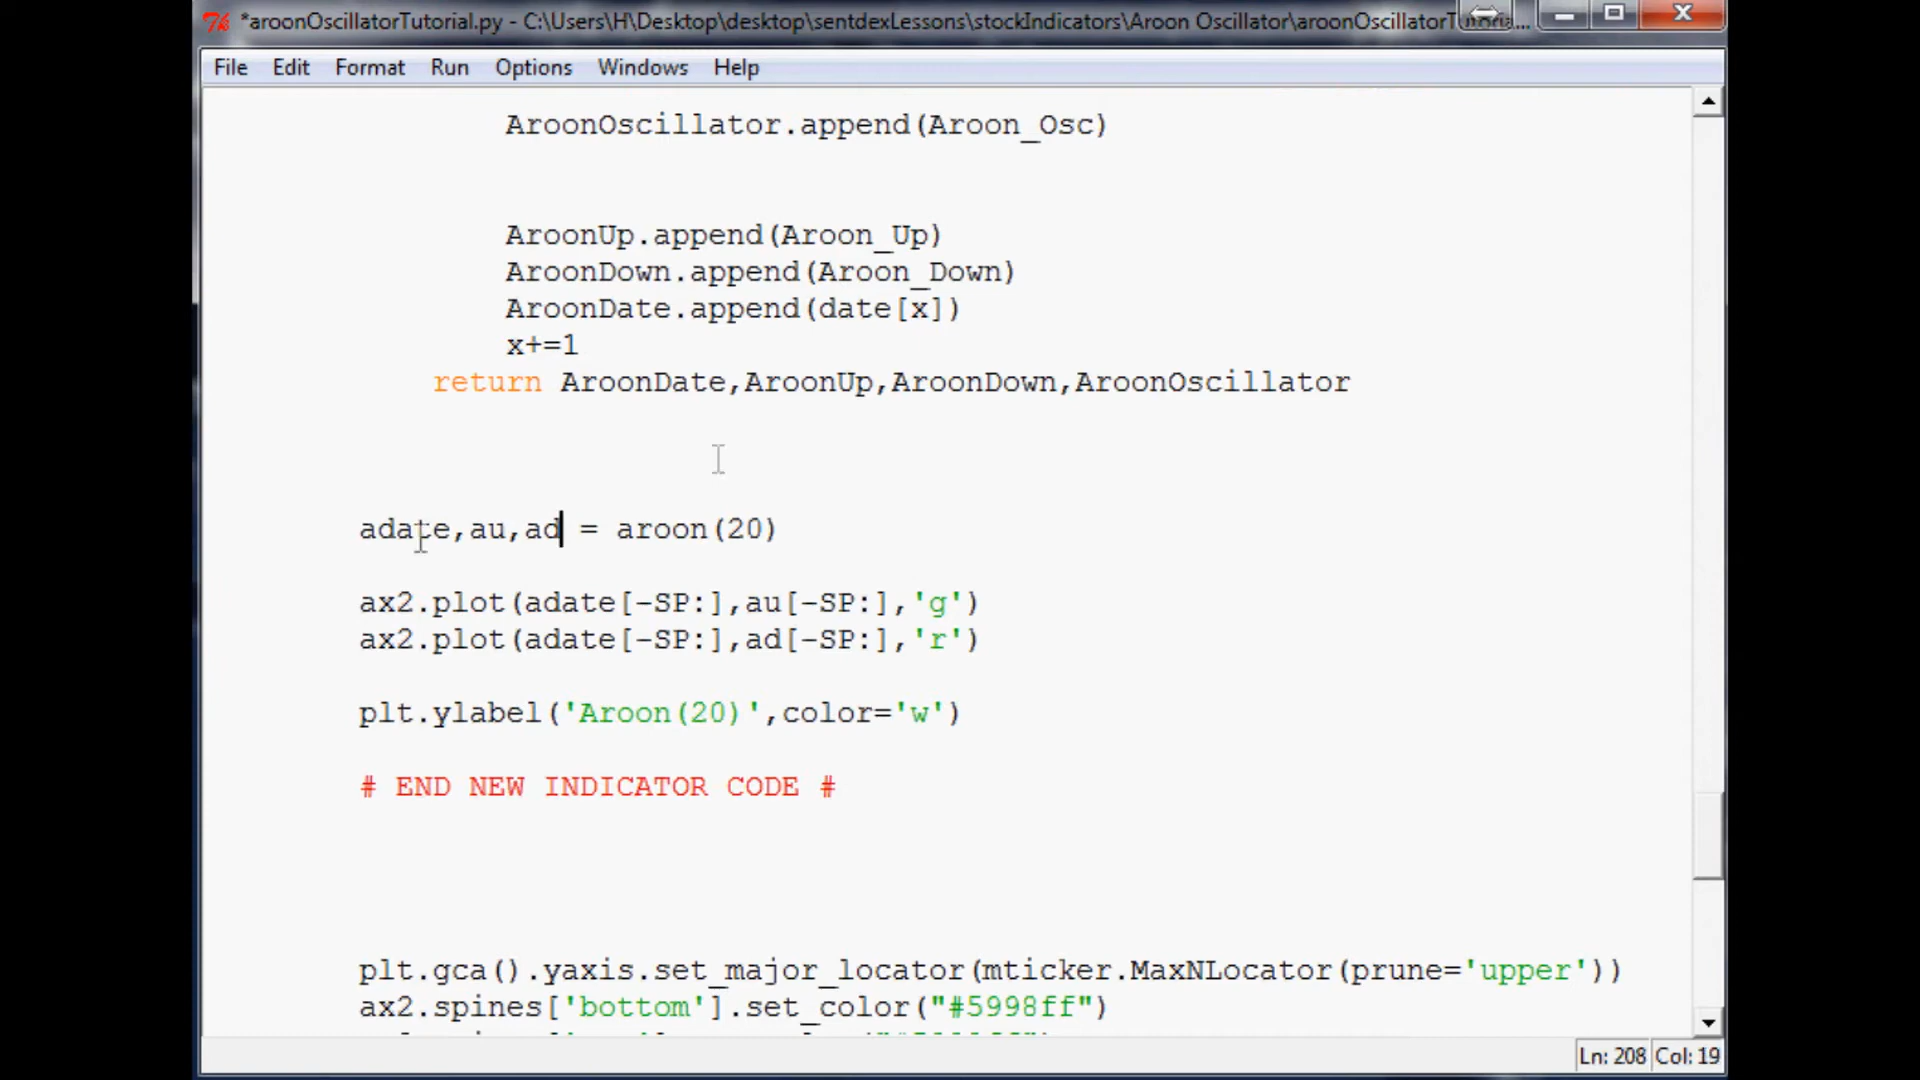 *aroonOscillatorTutorial.py - C:\Users\H\Desktop\desktop\sentdexLessons\stockIndicators\Aroon Oscillator\aroonOscillatorTutoria...
File Edit Format Run Options Windows Help
AroonOscillator.append(Aroon_Osc)
AroonUp.append(Aroon_Up)
AroonDown.append(Aroon_Down)
AroonDate.append(date[x])
x+=1
return AroonDate,AroonUp,AroonDown,AroonOscillator
adate,au,ad = aroon(20)
ax2.plot(adate[-SP:],au[-SP:],'g')
ax2.plot(adate[-SP:],ad[-SP:],'r')
plt.ylabel('Aroon(20)',color='w')
# END NEW INDICATOR CODE #
plt.gca().yaxis.set_major_locator(mticker.MaxNLocator(prune='upper'))
ax2.spines['bottom'].set_color("#5998ff")
Ln: 208 Col: 19